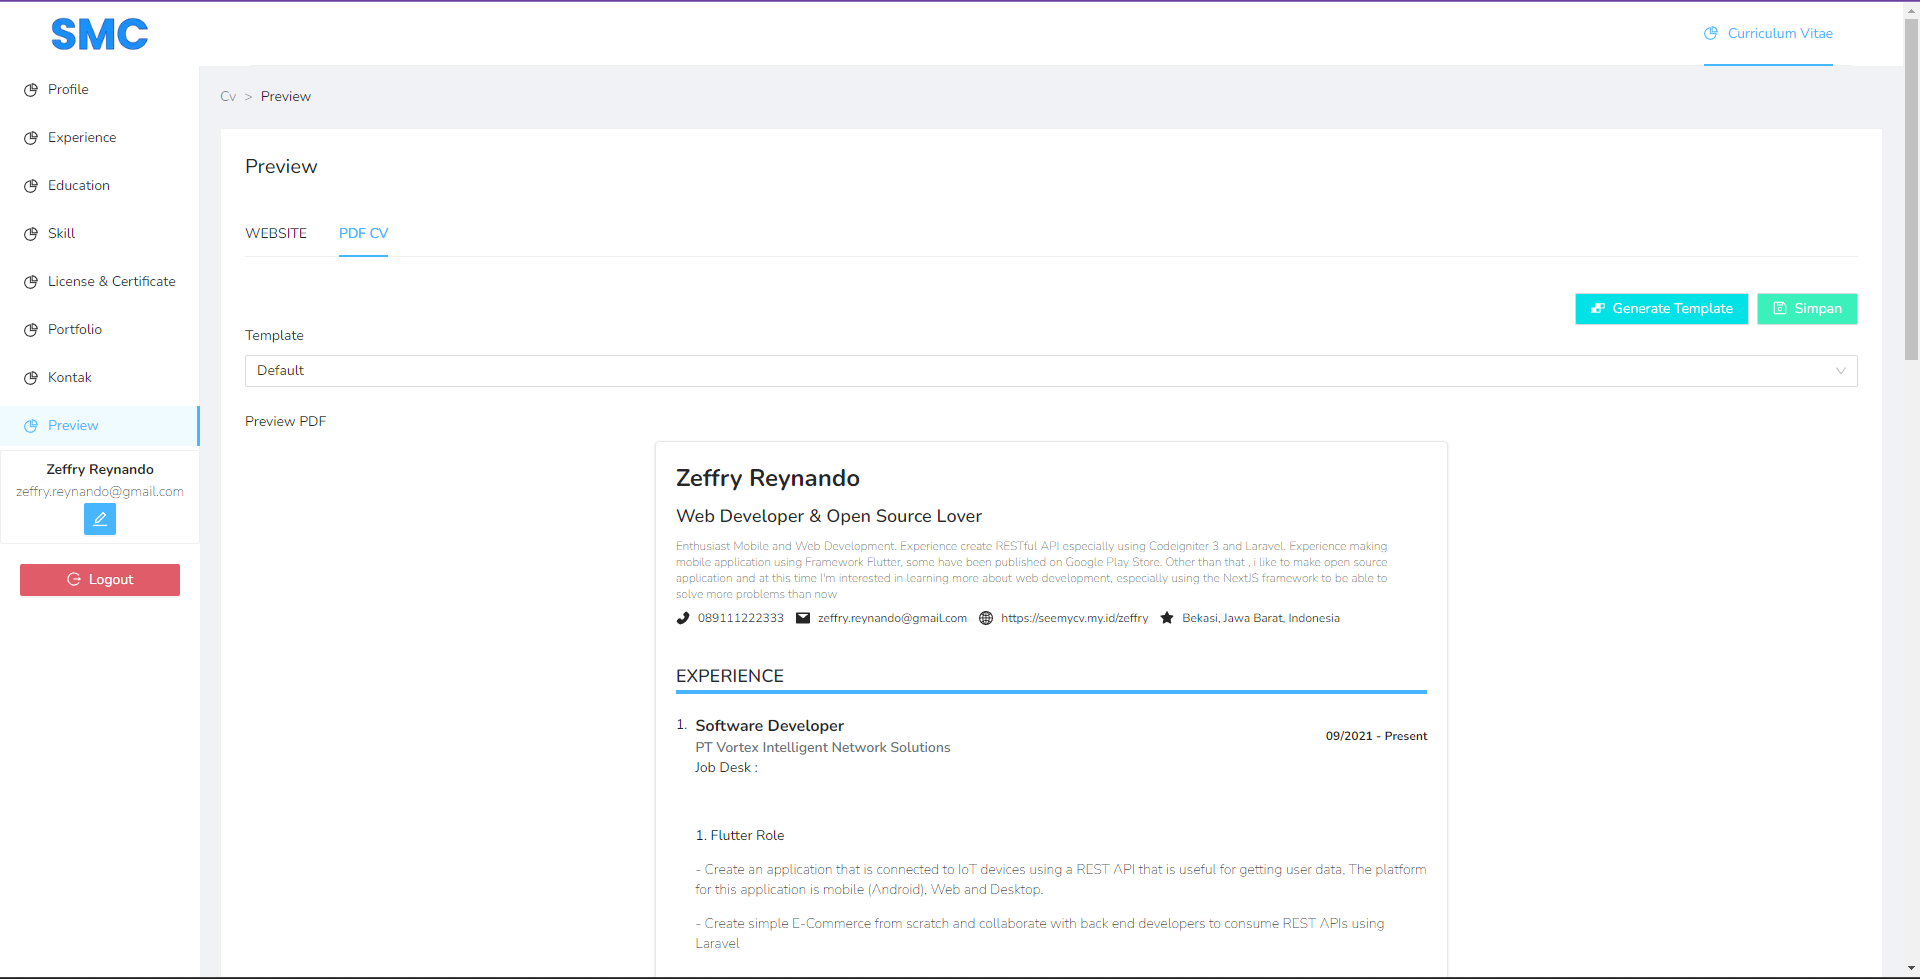 SMC
Curriculum Vitae
Profile
Experience
Education
Skill
License & Certificate
Portfolio
Kontak
Preview
Zeffry Reynando
zeffry.reynando@gmail.com
Logout
Cv > Preview
Preview
WEBSITE PDF CV
Generate Template Simpan
Template
Default
Preview PDF
Zeffry Reynando
Web Developer & Open Source Lover
Enthusiast Mobile and Web Development. Experience create RESTful API especially using Codeigniter 3 and Laravel. Experience making
mobile application using Framework Flutter, some have been published on Google Play Store. Other than that , i like to make open source
application and at this time I'm interested in learning more about web development, especially using the NextJS framework to be able to
solve more problems than now
089111222333 zeffry.reynando@gmail.com https://seemycv.my.id/zeffry Bekasi, Jawa Barat, Indonesia
EXPERIENCE
1. Software Developer
09/2021 - Present
PT Vortex Intelligent Network Solutions
Job Desk :
1. Flutter Role
- Create an application that is connected to IoT devices using a REST API that is useful for getting user data, The platform
for this application is mobile (Android), Web and Desktop.
- Create simple E-Commerce from scratch and collaborate with back end developers to consume REST APIs using
Laravel